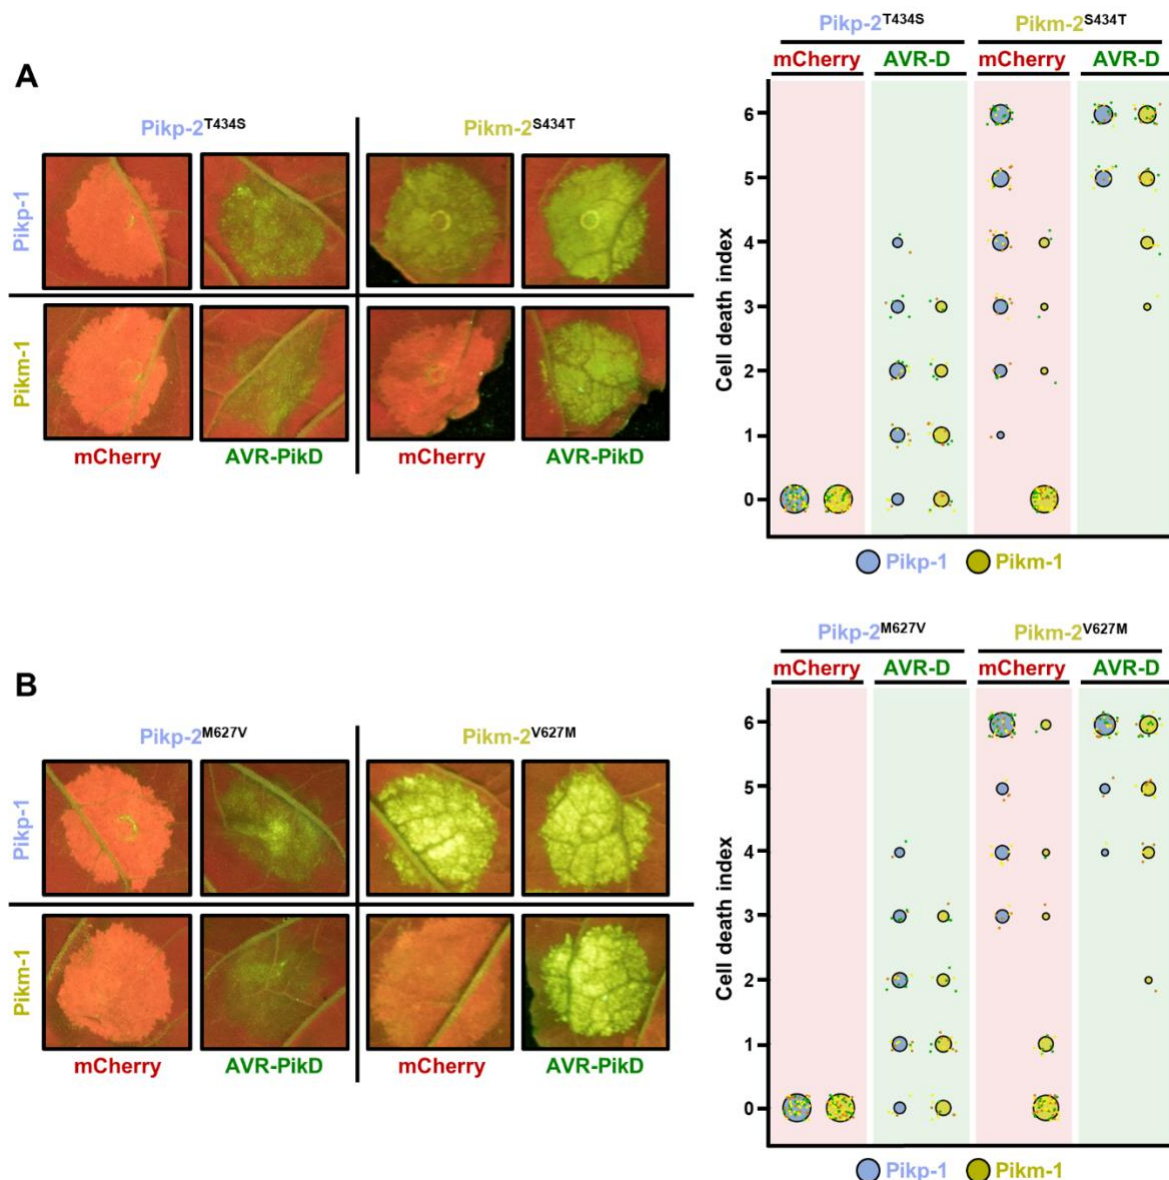 A
Pikp-2T434S Pikm-2S434T
Pikp-1
Pikm-1
mCherry AVR-PikD mCherry AVR-PikD
Pikp-2T434S Pikm-2S434T
mCherry AVR-D mCherry AVR-D
Cell death index
6
5
4
3
2
1
0
Pikp-1 Pikm-1
B
Pikp-2M627V Pikm-2V627M
Pikp-1
Pikm-1
mCherry AVR-PikD mCherry AVR-PikD
Pikp-2M627V Pikm-2V627M
mCherry AVR-D mCherry AVR-D
Cell death index
6
5
4
3
2
1
0
Pikp-1 Pikm-1